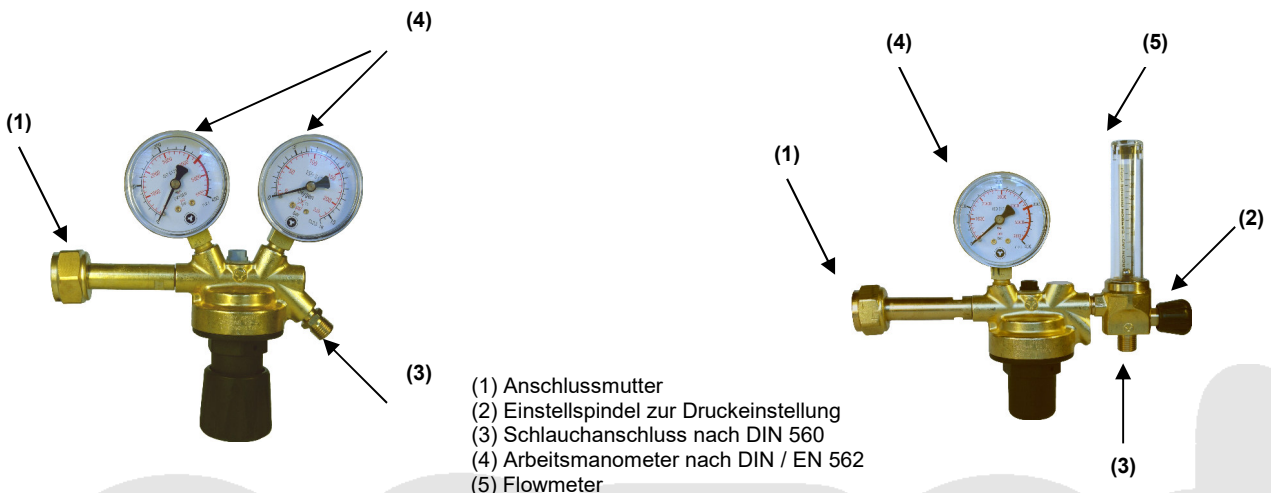 (4)
(4)
(5)
(1)
(1)
(2)
(3)
(1) Anschlussmutter
(2) Einstellspindel zur Druckeinstellung
(3) Schlauchanschluss nach DIN 560
(4) Arbeitsmanometer nach DIN / EN 562
(5) Flowmeter
(3)